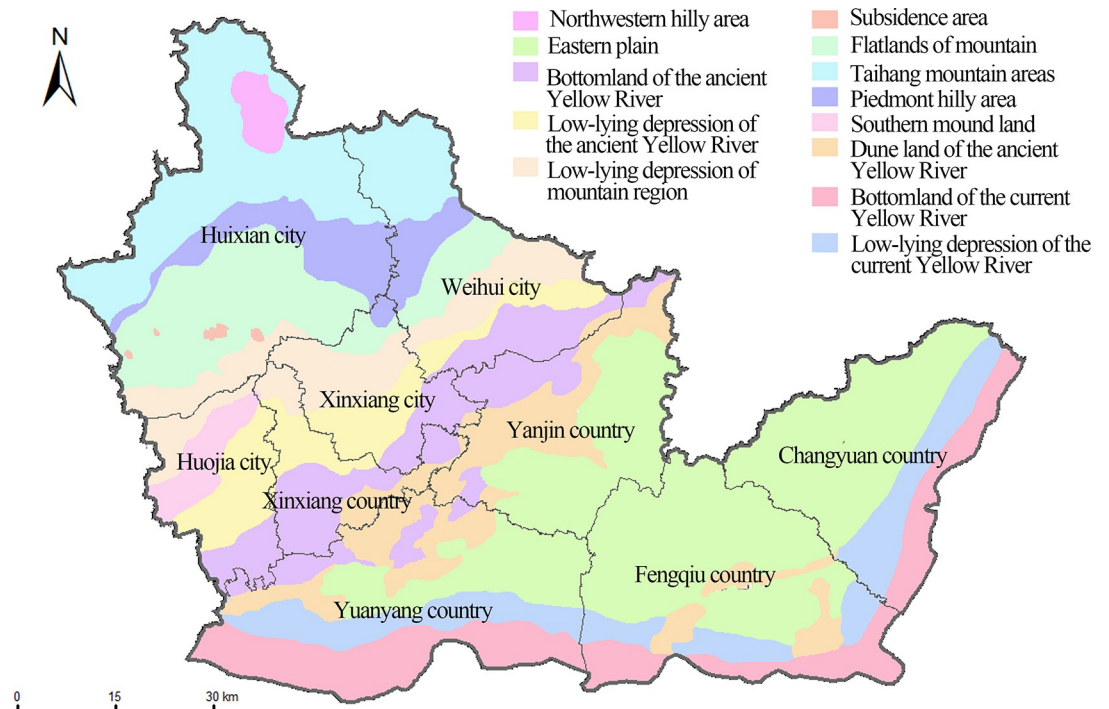 N
Northwestern hilly area
Eastern plain
Bottomland of the ancient
Yellow River
Low-lying depression of
the ancient Yellow River
Low-lying depression of
mountain region
Subsidence area
Flatlands of mountain
Taihang mountain areas
Piedmont hilly area
Southern mound land
Dune land of the ancient
Yellow River
Bottomland of the current
Yellow River
Low-lying depression of the
current Yellow River
Huixian city
Weihui city
Xinxiang city
Yanjin country
Huojia city
Changyuan country
Xinxiang country
Fengqiu country
Yuanyang country
0 15 30 km